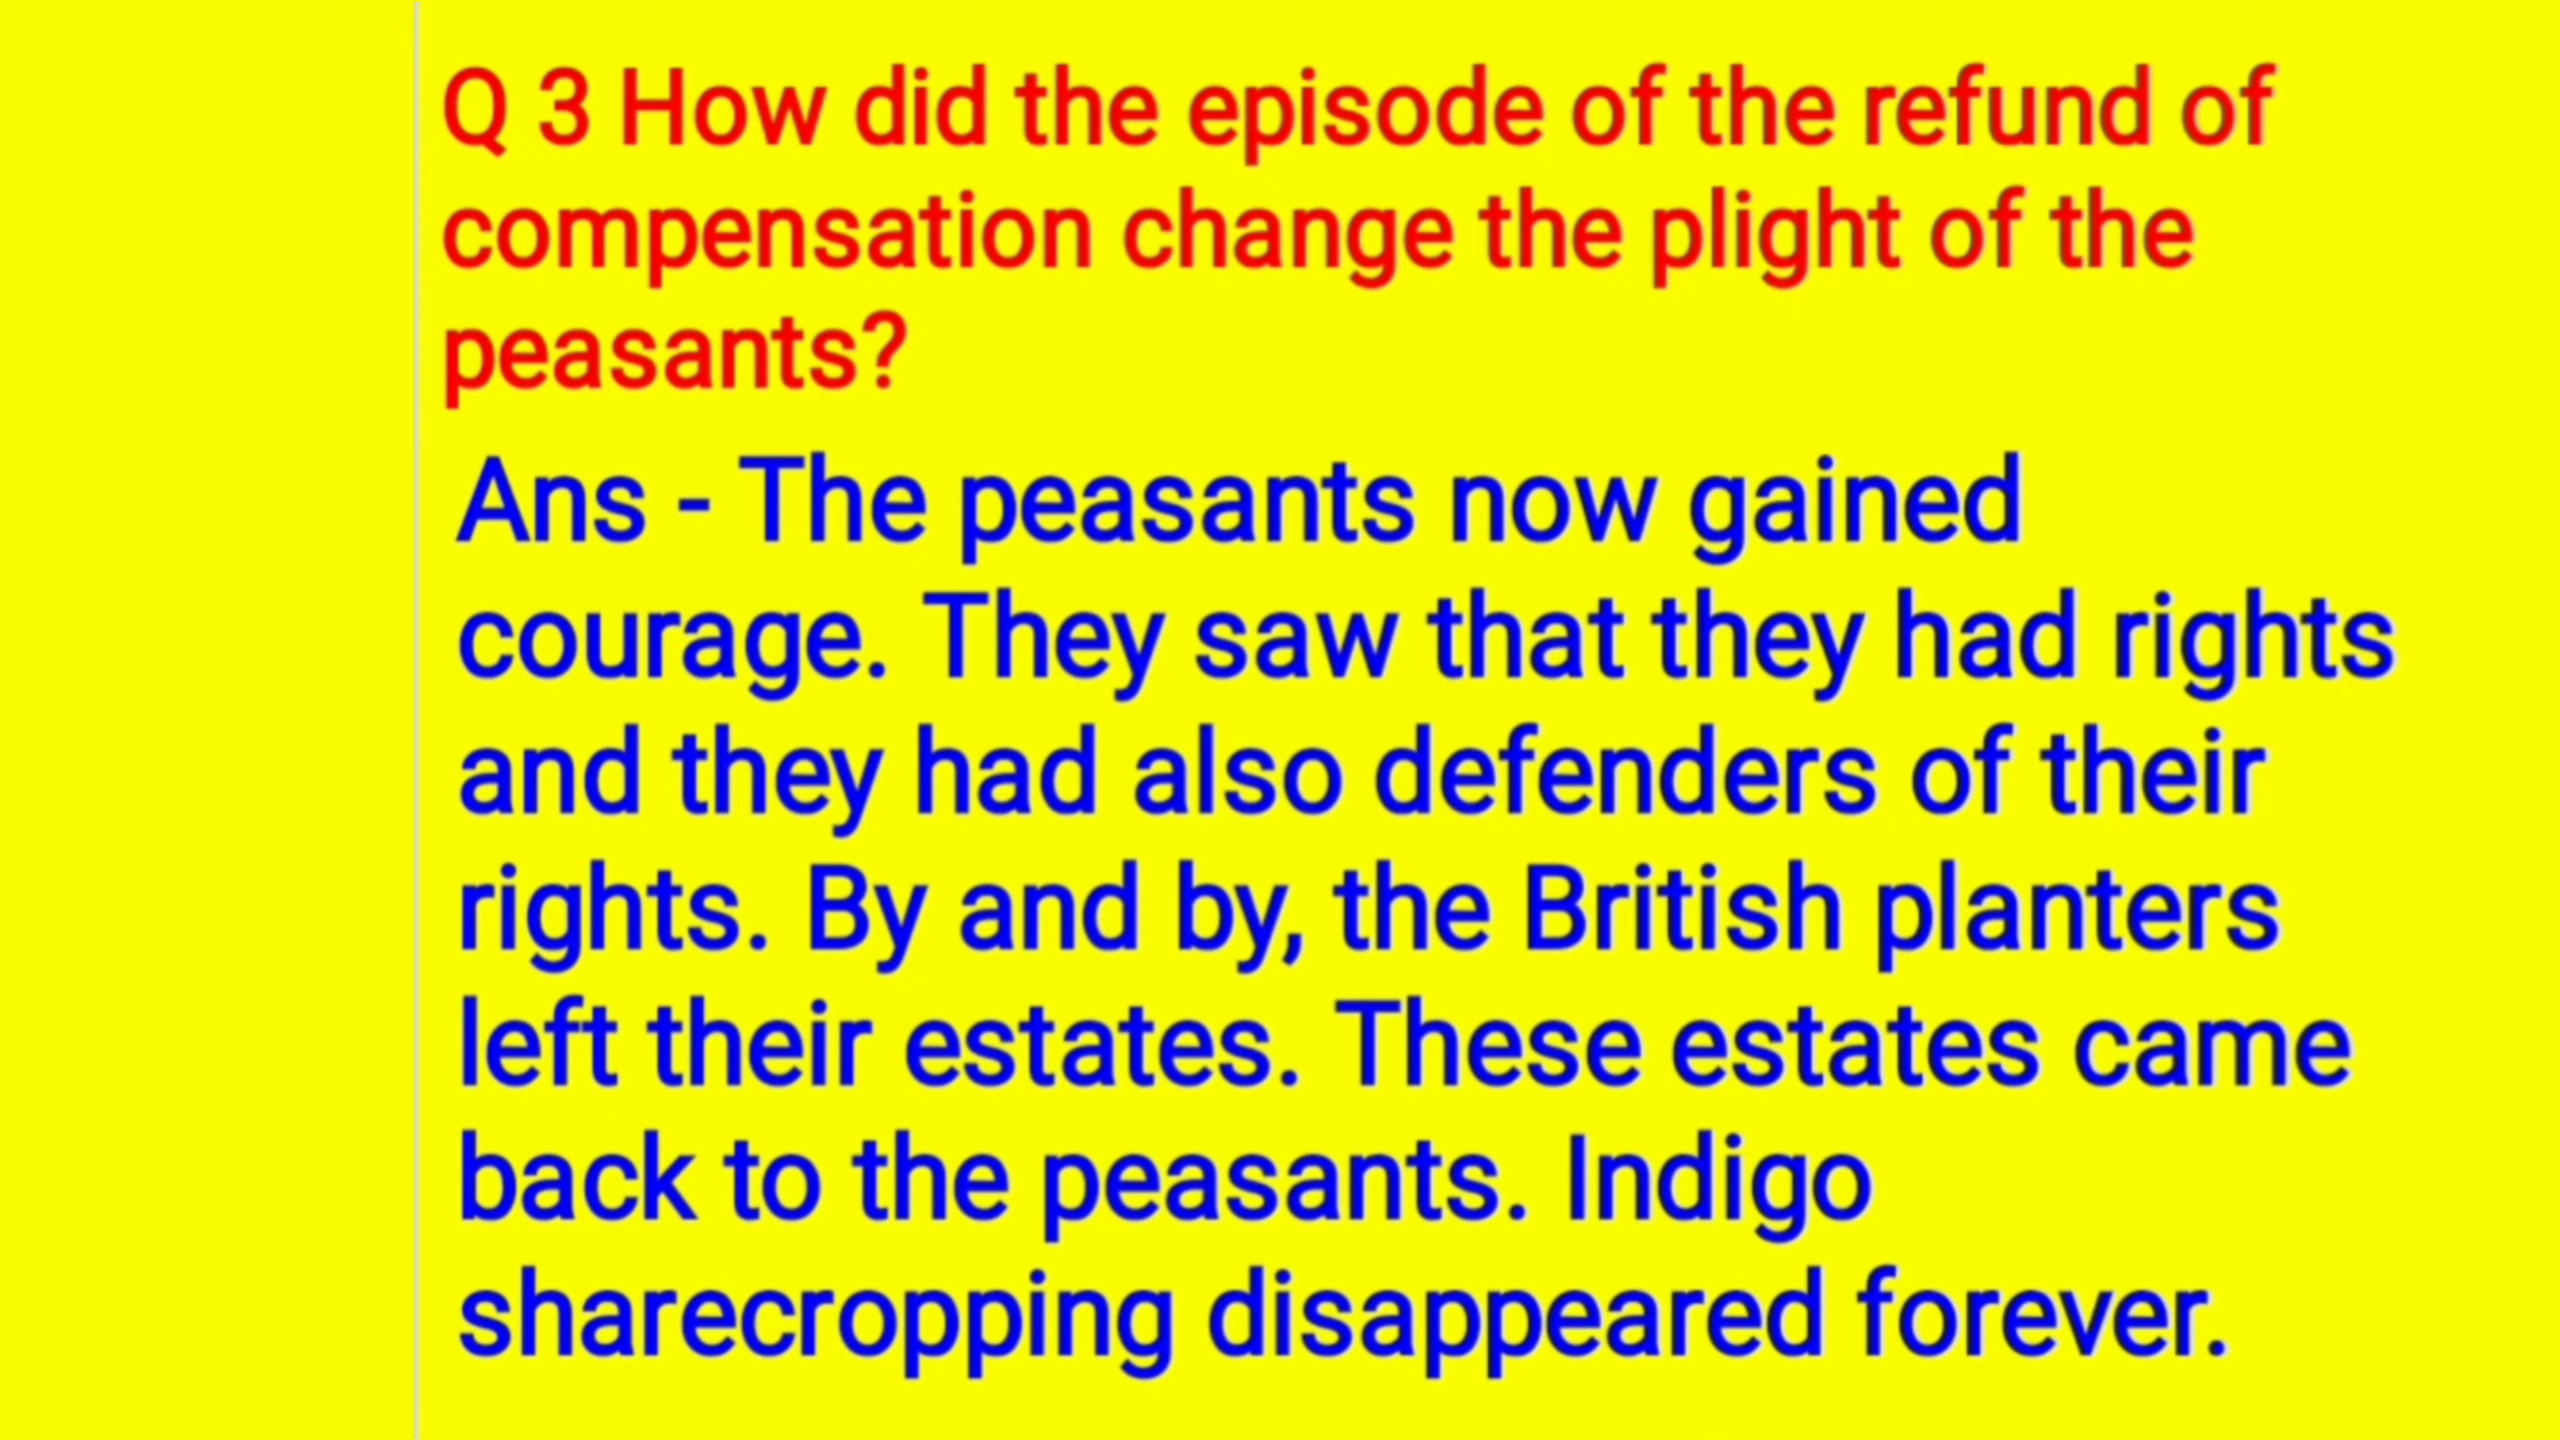 Q 3 How did the episode of the refund of
compensation change the plight of the
peasants?
Ans - The peasants now gained
courage. They saw that they had rights
and they had also defenders of their
rights. By and by, the British planters
left their estates. These estates came
back to the peasants. Indigo
sharecropping disappeared forever.